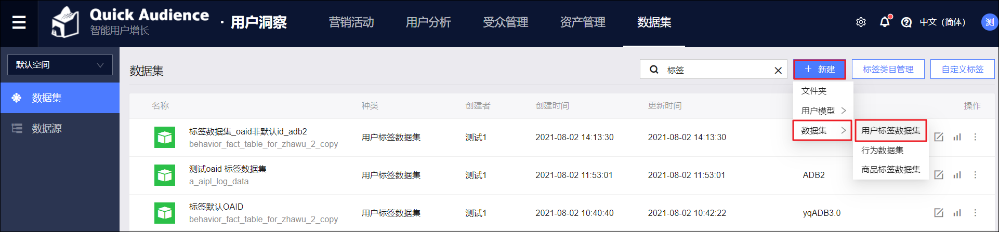 Quick Audience
智能用户增长
· 用户洞察
营销活动
用户分析
受众管理
资产管理
数据集
中文（简体）
测
默认空间
数据集
数据源
数据集
标签
+ 新建
标签类目管理
自定义标签
文件夹
用户模型
数据集
用户标签数据集
行为数据集
商品标签数据集
名称 种类 创建者 创建时间 更新时间 操作
标签数据集_oaid非默认id_adb2
behavior_fact_table_for_zhawu_2_copy
用户标签数据集 测试1 2021-08-02 14:13:30 2021-08-02 14:13:30
测试oaid 标签数据集
a_aipl_log_data
用户标签数据集 测试1 2021-08-02 11:53:01 2021-08-02 11:53:01 ADB2
标签默认OAID
behavior_fact_table_for_zhawu_2_copy
用户标签数据集 测试1 2021-08-02 10:40:40 2021-08-02 10:42:22 yqADB3.0